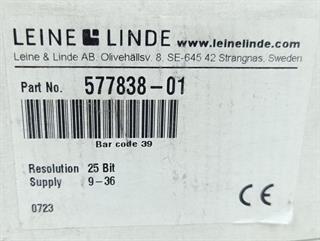 LEINE LINDE www.leinelinde.com
Leine & Linde AB. Olivehällsv. 8. SE-645 42 Strängnäs, Sweden
Part No. 577838-01
Bar code 39
Resolution 25 Bit
Supply 9-36
0723
CE